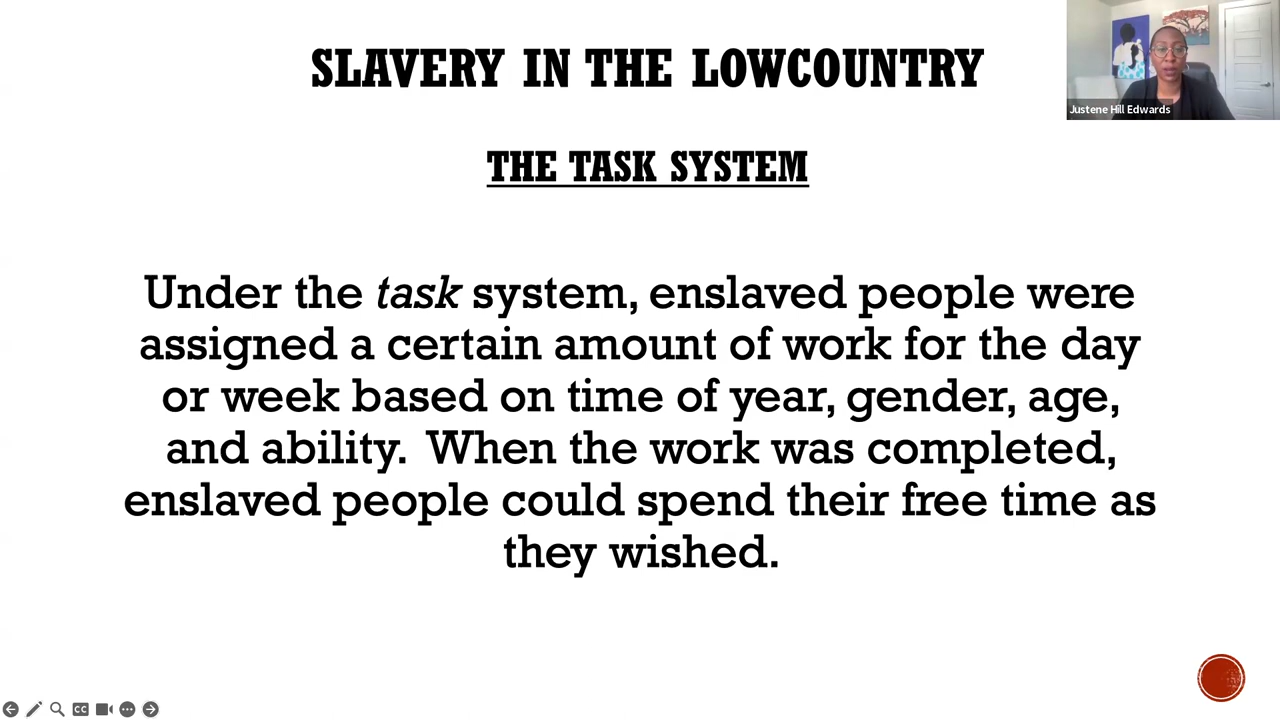 SLAVERY IN THE LOWCOUNTRY
Justene Hill Edwards
THE TASK SYSTEM
Under the task system, enslaved people were
assigned a certain amount of work for the day
or week based on time of year, gender, age,
and ability.  When the work was completed,
enslaved people could spend their free time as
they wished.
CC